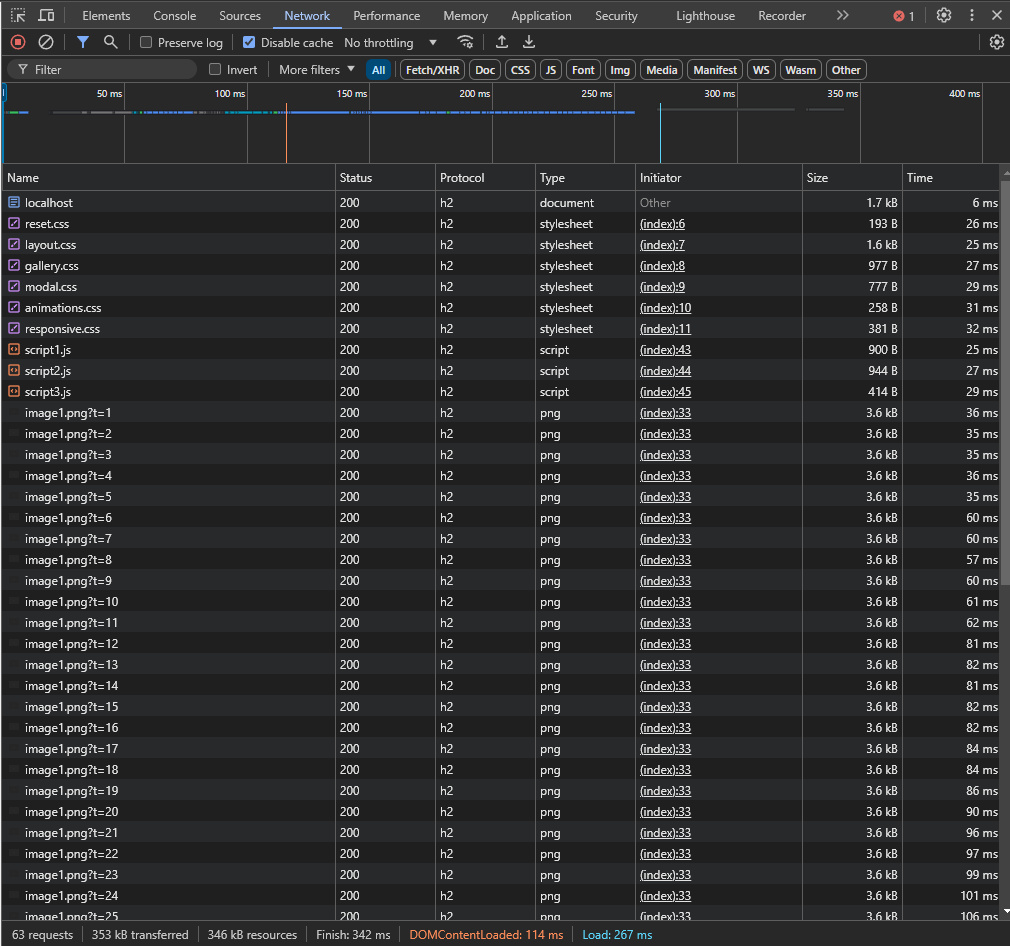 Elements Console Sources Network Performance Memory Application Security Lighthouse Recorder 1
Preserve log Disable cache No throttling
Filter Invert More filters All Fetch/XHR Doc CSS JS Font Img Media Manifest WS Wasm Other
50 ms 100 ms 150 ms 200 ms 250 ms 300 ms 350 ms 400 ms
Name Status Protocol Type Initiator Size Time
localhost 200 h2 document Other 1.7 kB 6 ms
reset.css 200 h2 stylesheet (index):6 193 B 26 ms
layout.css 200 h2 stylesheet (index):7 1.6 kB 25 ms
gallery.css 200 h2 stylesheet (index):8 977 B 27 ms
modal.css 200 h2 stylesheet (index):9 777 B 29 ms
animations.css 200 h2 stylesheet (index):10 258 B 31 ms
responsive.css 200 h2 stylesheet (index):11 381 B 32 ms
script1.js 200 h2 script (index):43 900 B 25 ms
script2.js 200 h2 script (index):44 944 B 27 ms
script3.js 200 h2 script (index):45 414 B 29 ms
image1.png?t=1 200 h2 png (index):33 3.6 kB 36 ms
image1.png?t=2 200 h2 png (index):33 3.6 kB 35 ms
image1.png?t=3 200 h2 png (index):33 3.6 kB 35 ms
image1.png?t=4 200 h2 png (index):33 3.6 kB 36 ms
image1.png?t=5 200 h2 png (index):33 3.6 kB 35 ms
image1.png?t=6 200 h2 png (index):33 3.6 kB 60 ms
image1.png?t=7 200 h2 png (index):33 3.6 kB 60 ms
image1.png?t=8 200 h2 png (index):33 3.6 kB 57 ms
image1.png?t=9 200 h2 png (index):33 3.6 kB 60 ms
image1.png?t=10 200 h2 png (index):33 3.6 kB 61 ms
image1.png?t=11 200 h2 png (index):33 3.6 kB 62 ms
image1.png?t=12 200 h2 png (index):33 3.6 kB 81 ms
image1.png?t=13 200 h2 png (index):33 3.6 kB 82 ms
image1.png?t=14 200 h2 png (index):33 3.6 kB 81 ms
image1.png?t=15 200 h2 png (index):33 3.6 kB 82 ms
image1.png?t=16 200 h2 png (index):33 3.6 kB 82 ms
image1.png?t=17 200 h2 png (index):33 3.6 kB 84 ms
image1.png?t=18 200 h2 png (index):33 3.6 kB 84 ms
image1.png?t=19 200 h2 png (index):33 3.6 kB 86 ms
image1.png?t=20 200 h2 png (index):33 3.6 kB 90 ms
image1.png?t=21 200 h2 png (index):33 3.6 kB 96 ms
image1.png?t=22 200 h2 png (index):33 3.6 kB 97 ms
image1.png?t=23 200 h2 png (index):33 3.6 kB 99 ms
image1.png?t=24 200 h2 png (index):33 3.6 kB 101 ms
image1.png?t=25 200 h2 png (index):33 3.6 kB 106 ms
63 requests 353 kB transferred 346 kB resources Finish: 342 ms DOMContentLoaded: 114 ms Load: 267 ms